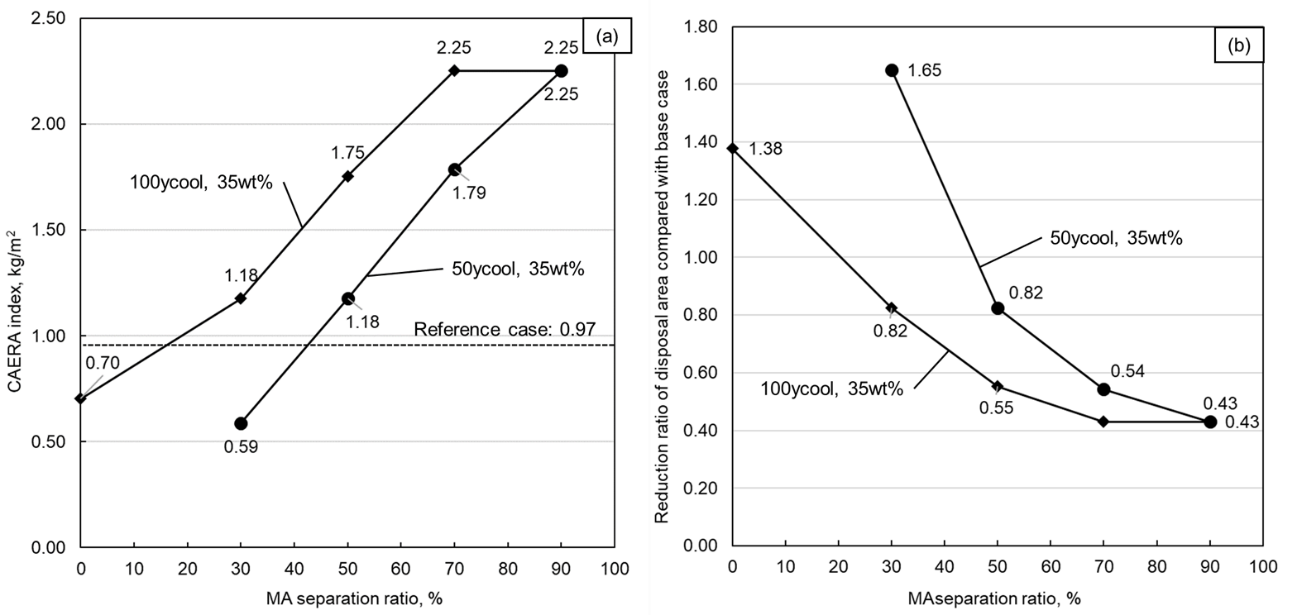 (a)
CAERA index, kg/m2
2.50
2.00
1.50
1.00
0.50
0.00
2.25
2.25
2.25
1.75
100ycool, 35wt%
1.79
1.18
50ycool, 35wt%
1.18
Reference case: 0.97
0.70
0.59
0 10 20 30 40 50 60 70 80 90 100
MA separation ratio, %
(b)
Reduction ratio of disposal area compared with base case
1.80
1.60
1.40
1.20
1.00
0.80
0.60
0.40
0.20
0.00
1.65
1.38
50ycool, 35wt%
0.82
0.82
100ycool, 35wt%
0.54
0.55
0.43
0.43
0 10 20 30 40 50 60 70 80 90 100
MAseparation ratio, %